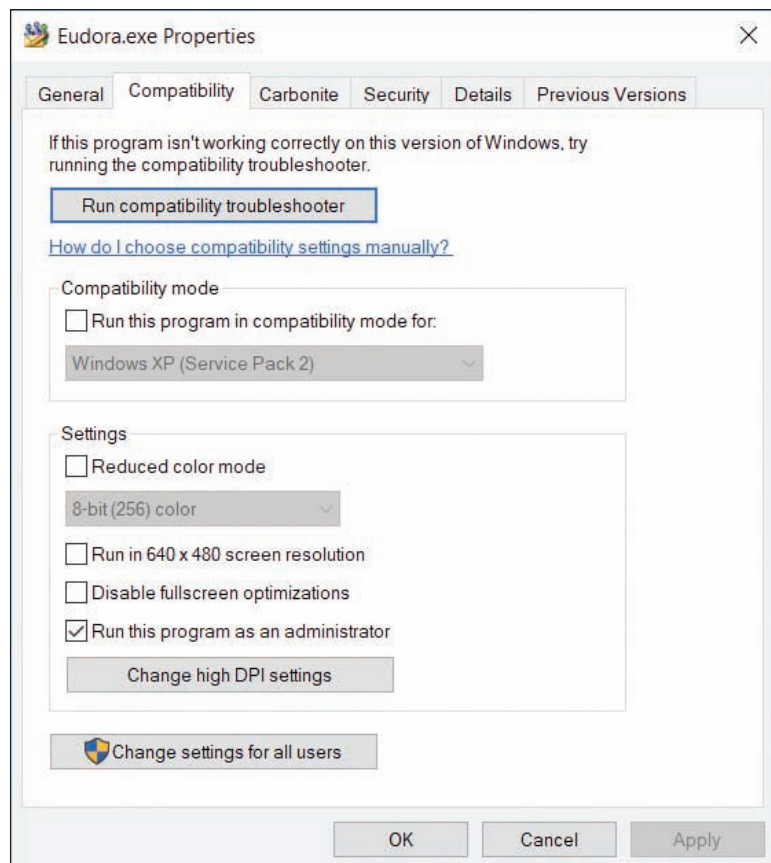 Eudora.exe Properties
General Compatibility Carbonite Security Details Previous Versions
If this program isn't working correctly on this version of Windows, try
running the compatibility troubleshooter.
Run compatibility troubleshooter
How do I choose compatibility settings manually?
Compatibility mode
Run this program in compatibility mode for:
Windows XP (Service Pack 2)
Settings
Reduced color mode
8-bit (256) color
Run in 640 x 480 screen resolution
Disable fullscreen optimizations
Run this program as an administrator
Change high DPI settings
Change settings for all users
OK Cancel Apply